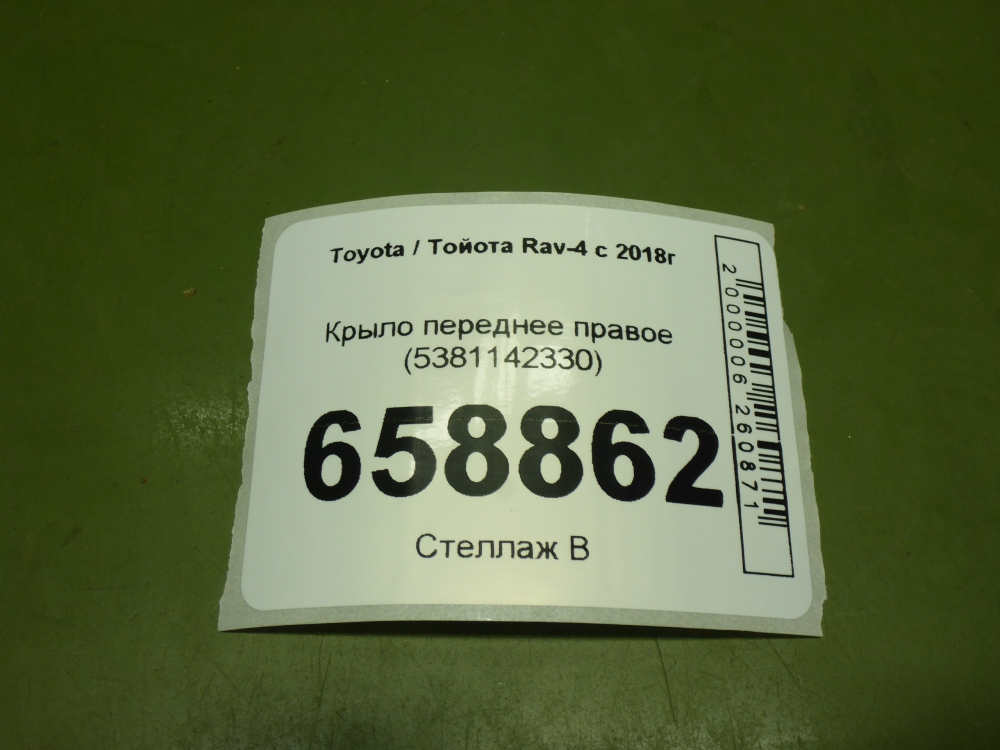 Toyota / Тойота Rav-4 с 2018г
Крыло переднее правое
(5381142330)
658862
Стеллаж В
2 000006 260871